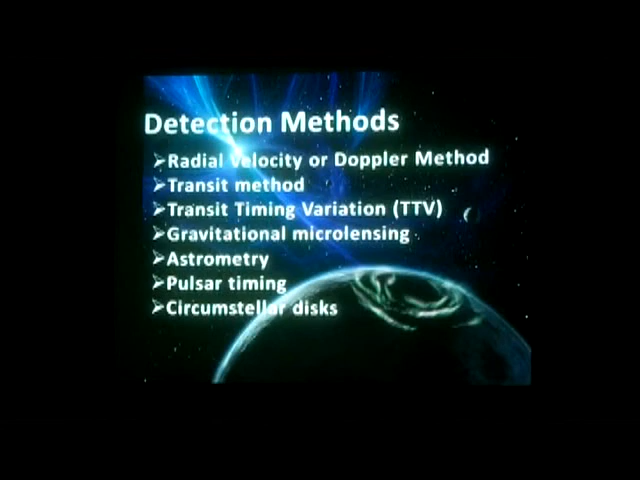 Detection Methods
➢Radial Velocity or Doppler Method
➢Transit method
➢Transit Timing Variation (TTV)
➢Gravitational microlensing
➢Astrometry
➢Pulsar timing
➢Circumstellar disks